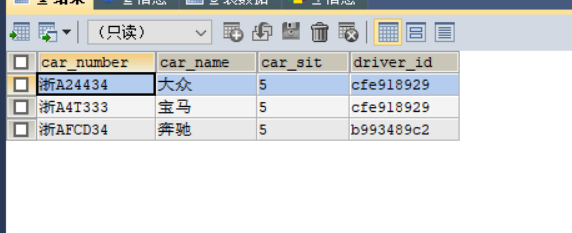 （只读）
car_number car_name car_sit driver_id
浙A24434 大众 5 cfe918929
浙A4T333 宝马 5 cfe918929
浙AFCD34 奔驰 5 b993489c2